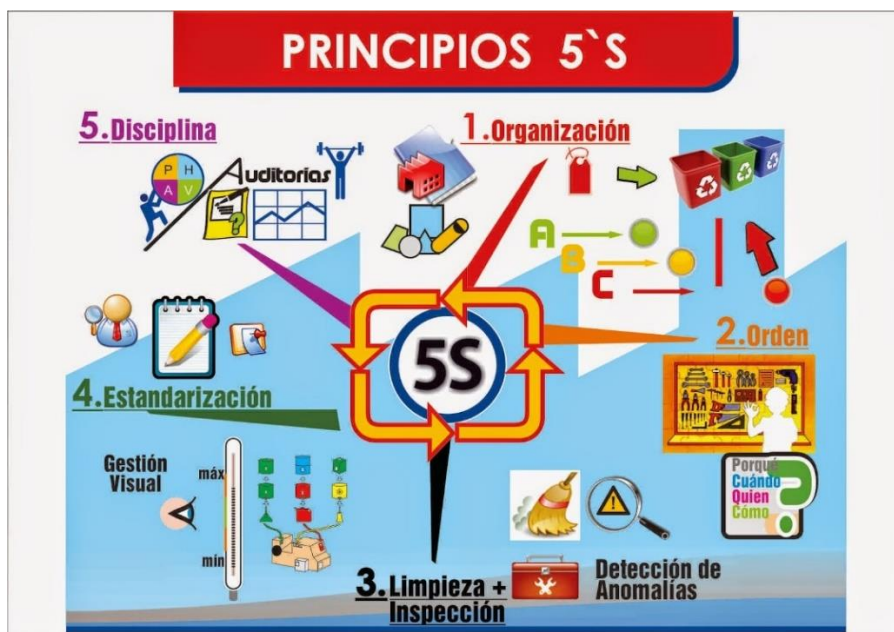 PRINCIPIOS 5`S
5.Disciplina
P H
A V
Auditorias
1.Organización
A
B
C
2.Orden
5S
4.Estandarización
Gestión
Visual
máx
mín
Porqué
Cuándo
Quien
Cómo
3.Limpieza +
Inspección
Detección de
Anomalías